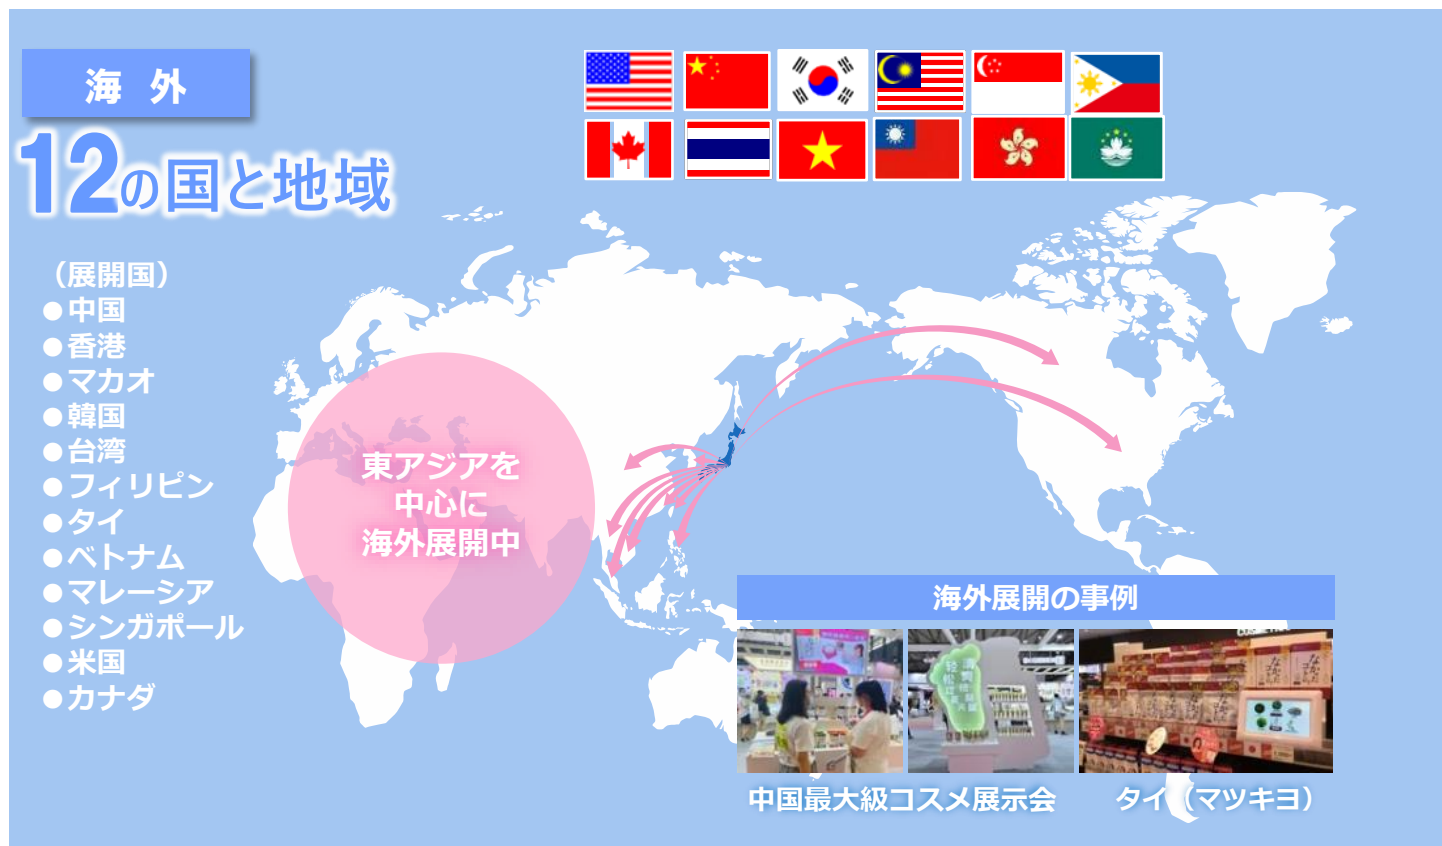 海 外
12の国と地域
（展開国）
●中国
●香港
●マカオ
●韓国
●台湾
●フィリピン
●タイ
●ベトナム
●マレーシア
●シンガポール
●米国
●カナダ
東アジアを
中心に
海外展開中
海外展開の事例
中国最大級コスメ展示会
タイ（マツキヨ）